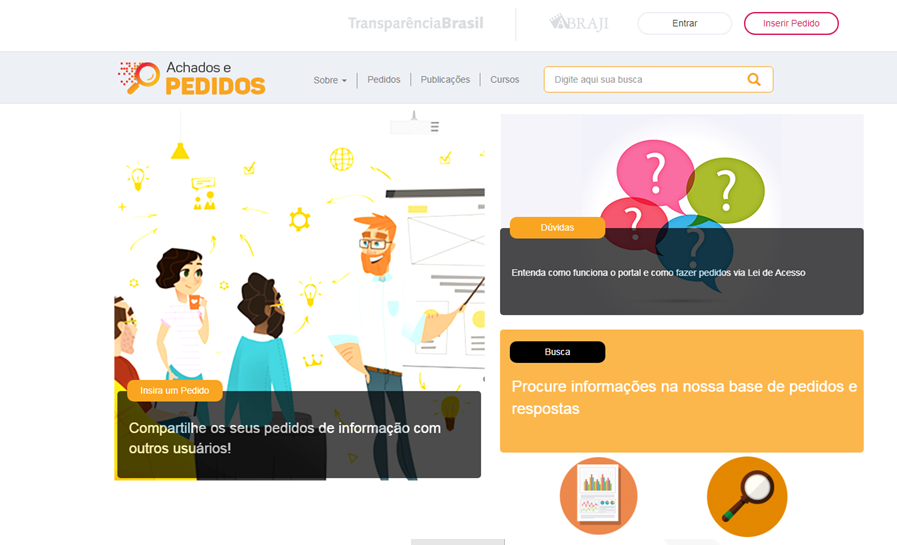 TransparênciaBrasil
ABRAJI
Entrar
Inserir Pedido
Achados e
PEDIDOS
Sobre
Pedidos
Publicações
Cursos
Digite aqui sua busca
Dúvidas
Entenda como funciona o portal e como fazer pedidos via Lei de Acesso
Insira um Pedido
Compartilhe os seus pedidos de informação com
outros usuários!
Busca
Procure informações na nossa base de pedidos e
respostas